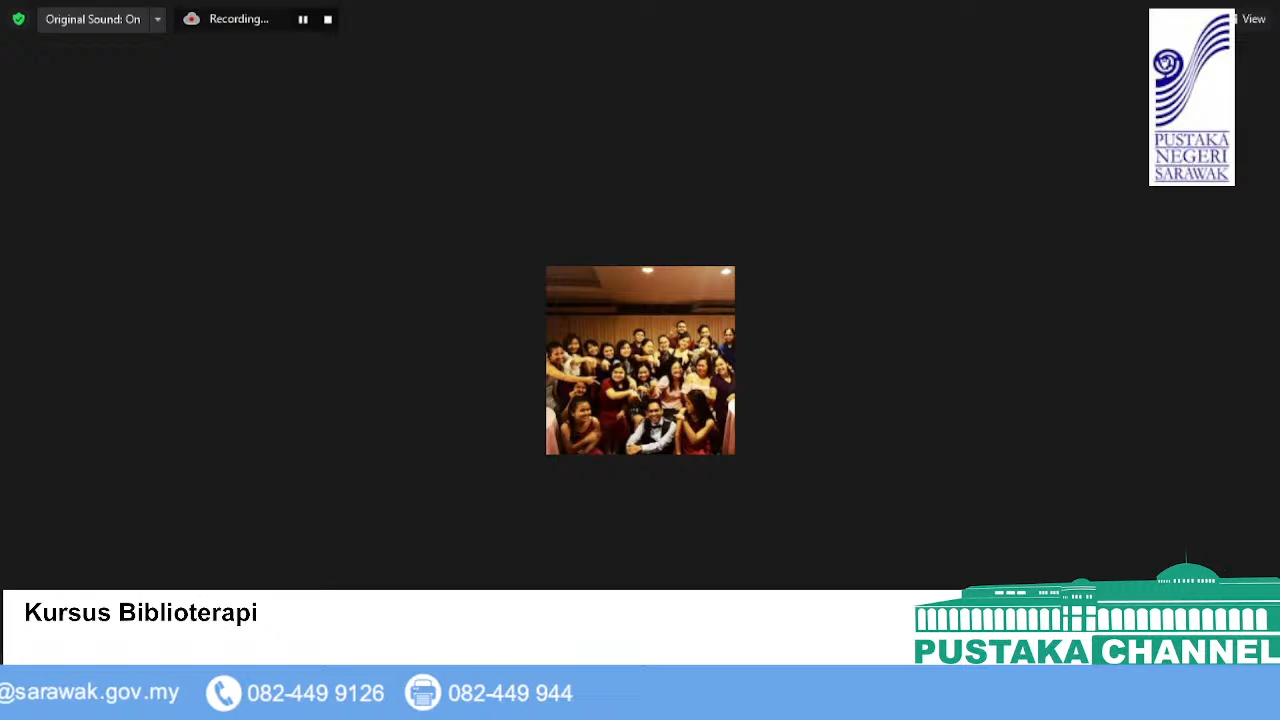 Original Sound: On
Recording...
View
PUSTAKA
NEGERI
SARAWAK
Kursus Biblioterapi
PUSTAKA CHANNEL
@sarawak.gov.my 082-449 9126 082-449 944